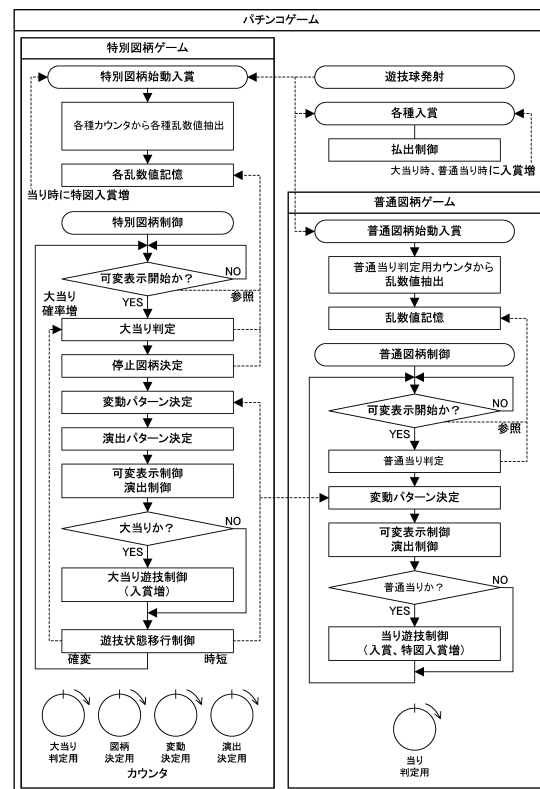 パチンコゲーム
特別図柄ゲーム
特別図柄始動入賞
各種カウンタから各種乱数値抽出
各乱数値記憶
当り時に特図入賞増
特別図柄制御
可変表示開始か?
NO
YES
参照
大当り
確率増
大当り判定
停止図柄決定
変動パターン決定
演出パターン決定
可変表示制御
演出制御
大当りか?
NO
YES
大当り遊技制御
(入賞増)
遊技状態移行制御
確変
時短
大当り
判定用
図柄
決定用
変動
決定用
演出
決定用
カウンタ
遊技球発射
各種入賞
払出制御
大当り時、普通当り時に入賞増
普通図柄ゲーム
普通図柄始動入賞
普通当り判定用カウンタから
乱数値抽出
乱数値記憶
普通図柄制御
可変表示開始か?
NO
YES
参照
普通当り判定
変動パターン決定
可変表示制御
演出制御
普通当りか?
NO
YES
当り遊技制御
(入賞、特図入賞増)
当り
判定用